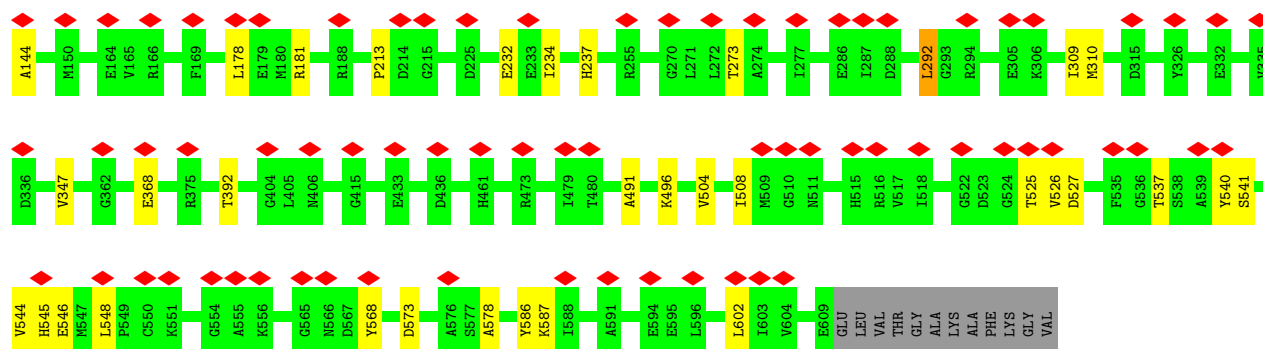 A144 M150 E164 V165 R166 F169 L178 E179 M180 R181 R188 P213 D214 G215 D225 E232 E233 I234 H237 R255 G270 L271 L272 T273 A274 I277 E286 I287 D288 L292 G293 R294 E305 K306 I309 M310 D315 Y326 E332 V335
D336 V347 G362 E368 R375 T392 G404 L405 N406 G415 E433 D436 H461 R473 I479 T480 A491 K496 V504 I508 M509 G510 N511 H515 R516 V517 I518 G522 D523 G524 T525 V526 D527 F535 G536 T537 S538 A539 Y540 S541
V544 H545 E546 M547 L548 P549 C550 K551 G554 A555 K556 G565 N566 D567 Y568 D573 A576 S577 A578 Y586 K587 I588 A591 E594 E595 L596 L602 I603 V604 E609 GLU LEU VAL THR GLY ALA LYS ALA PHE LYS GLY VAL